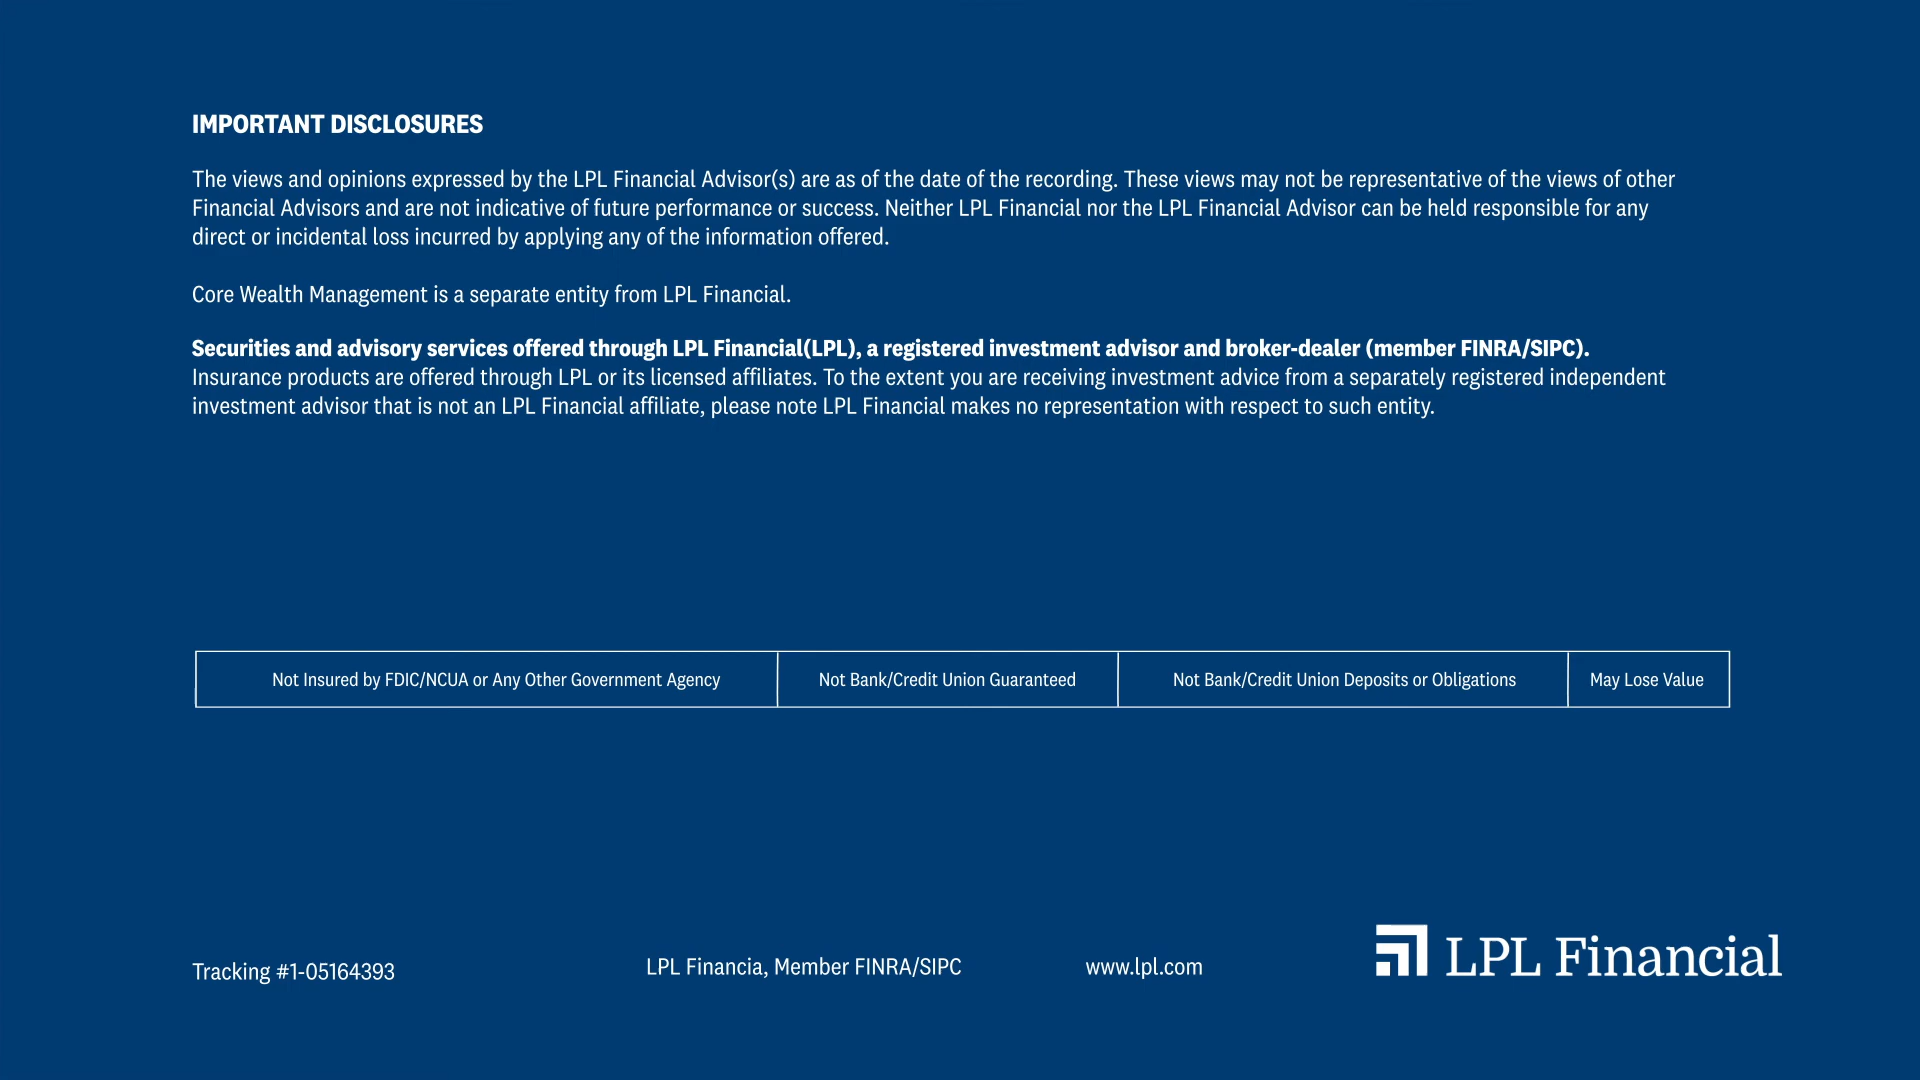 IMPORTANT DISCLOSURES
The views and opinions expressed by the LPL Financial Advisor(s) are as of the date of the recording. These views may not be representative of the views of other
Financial Advisors and are not indicative of future performance or success. Neither LPL Financial nor the LPL Financial Advisor can be held responsible for any
direct or incidental loss incurred by applying any of the information offered.
Core Wealth Management is a separate entity from LPL Financial.
Securities and advisory services offered through LPL Financial(LPL), a registered investment advisor and broker-dealer (member FINRA/SIPC).
Insurance products are offered through LPL or its licensed affiliates. To the extent you are receiving investment advice from a separately registered independent
investment advisor that is not an LPL Financial affiliate, please note LPL Financial makes no representation with respect to such entity.
Not Insured by FDIC/NCUA or Any Other Government Agency
Not Bank/Credit Union Guaranteed
Not Bank/Credit Union Deposits or Obligations
May Lose Value
Tracking #1-05164393
LPL Financia, Member FINRA/SIPC
www.lpl.com
LPL Financial